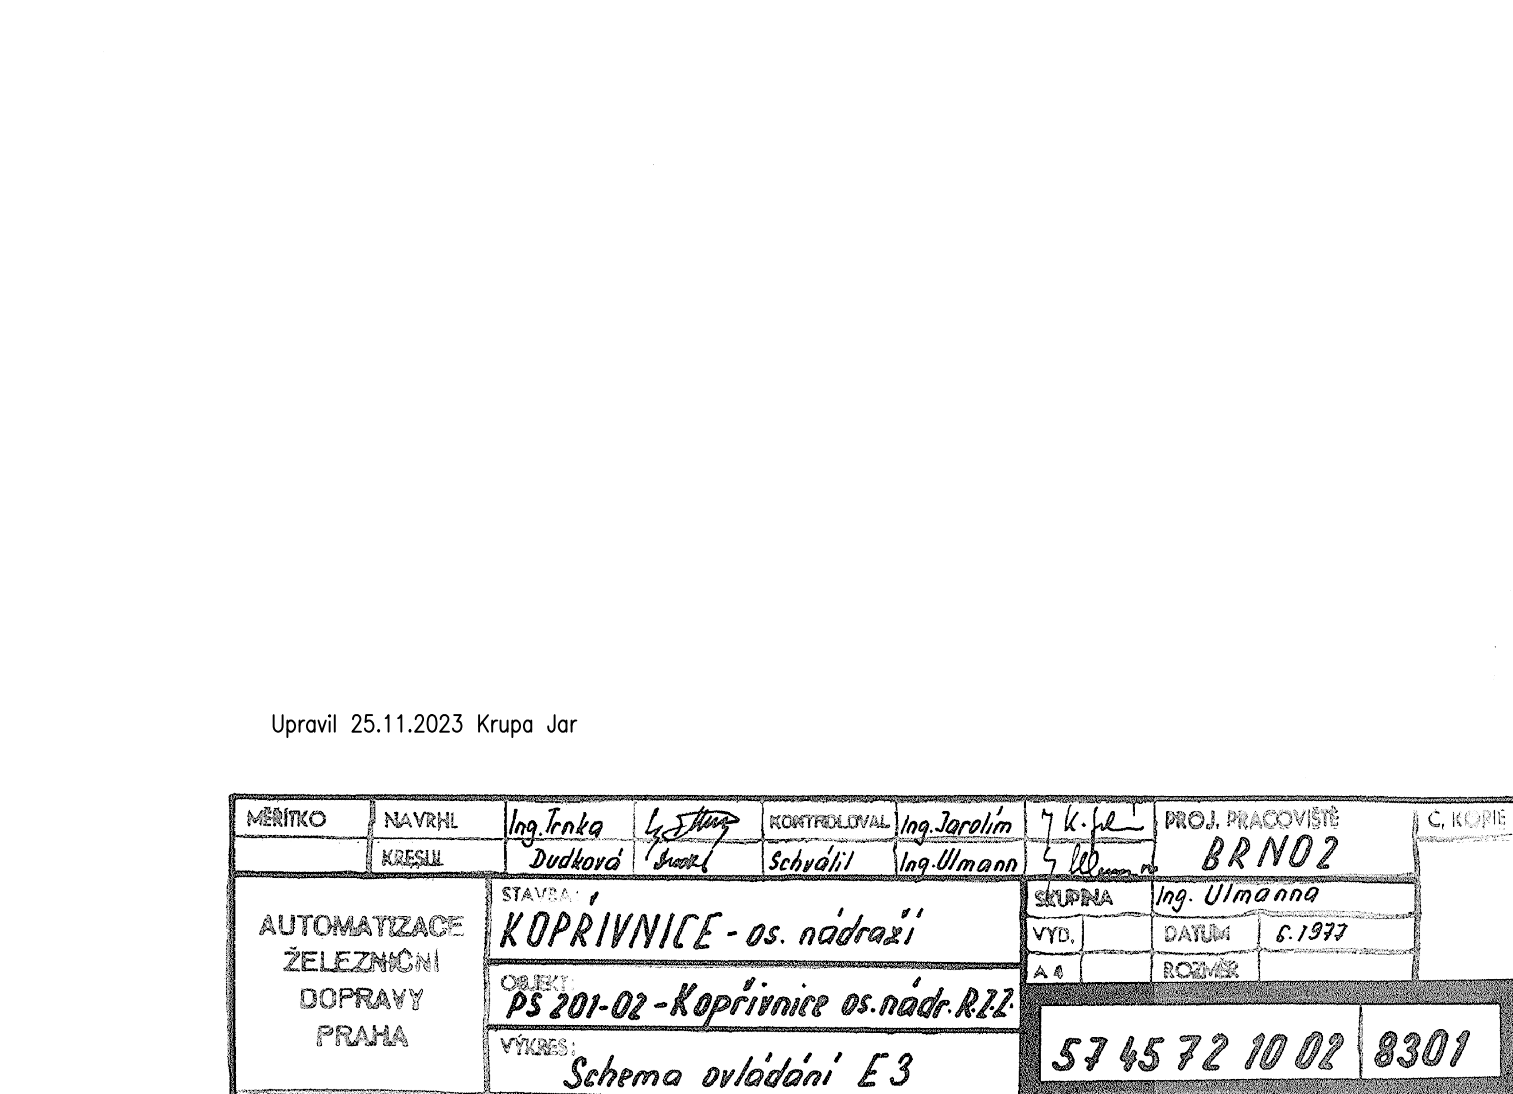 Upravil 25.11.2023 Krupa Jar
MĚŘÍTKO NAVRHL Ing. Trnka KONTROLOVAL Ing. Jarolím PROJ. PRACOVIŠTĚ Č. KOPIE
KRESLIL Dudková Schválil Ing. Ulmann BRNO 2
STAVBA: SKUPINA Ing. Ulmanna
AUTOMATIZACE
ŽELEZNIČNÍ
DOPRAVY
PRAHA
KOPŘIVNICE - os. nádraží
VYD. DATUM 6.1977
A4 ROZMĚR
OBJEKT:
PS 201-02 - Kopřivnice os. nádr. R.Z.Z.
VÝKRES:
Schema ovládání E3
57 45 72 10 02 8301